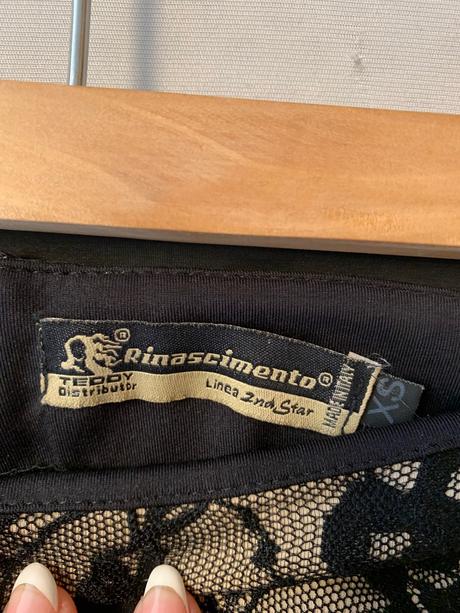 Rinascimento®
®
TEDDY
Distributor
Linea 2nd Star
MADE IN ITALY
XS